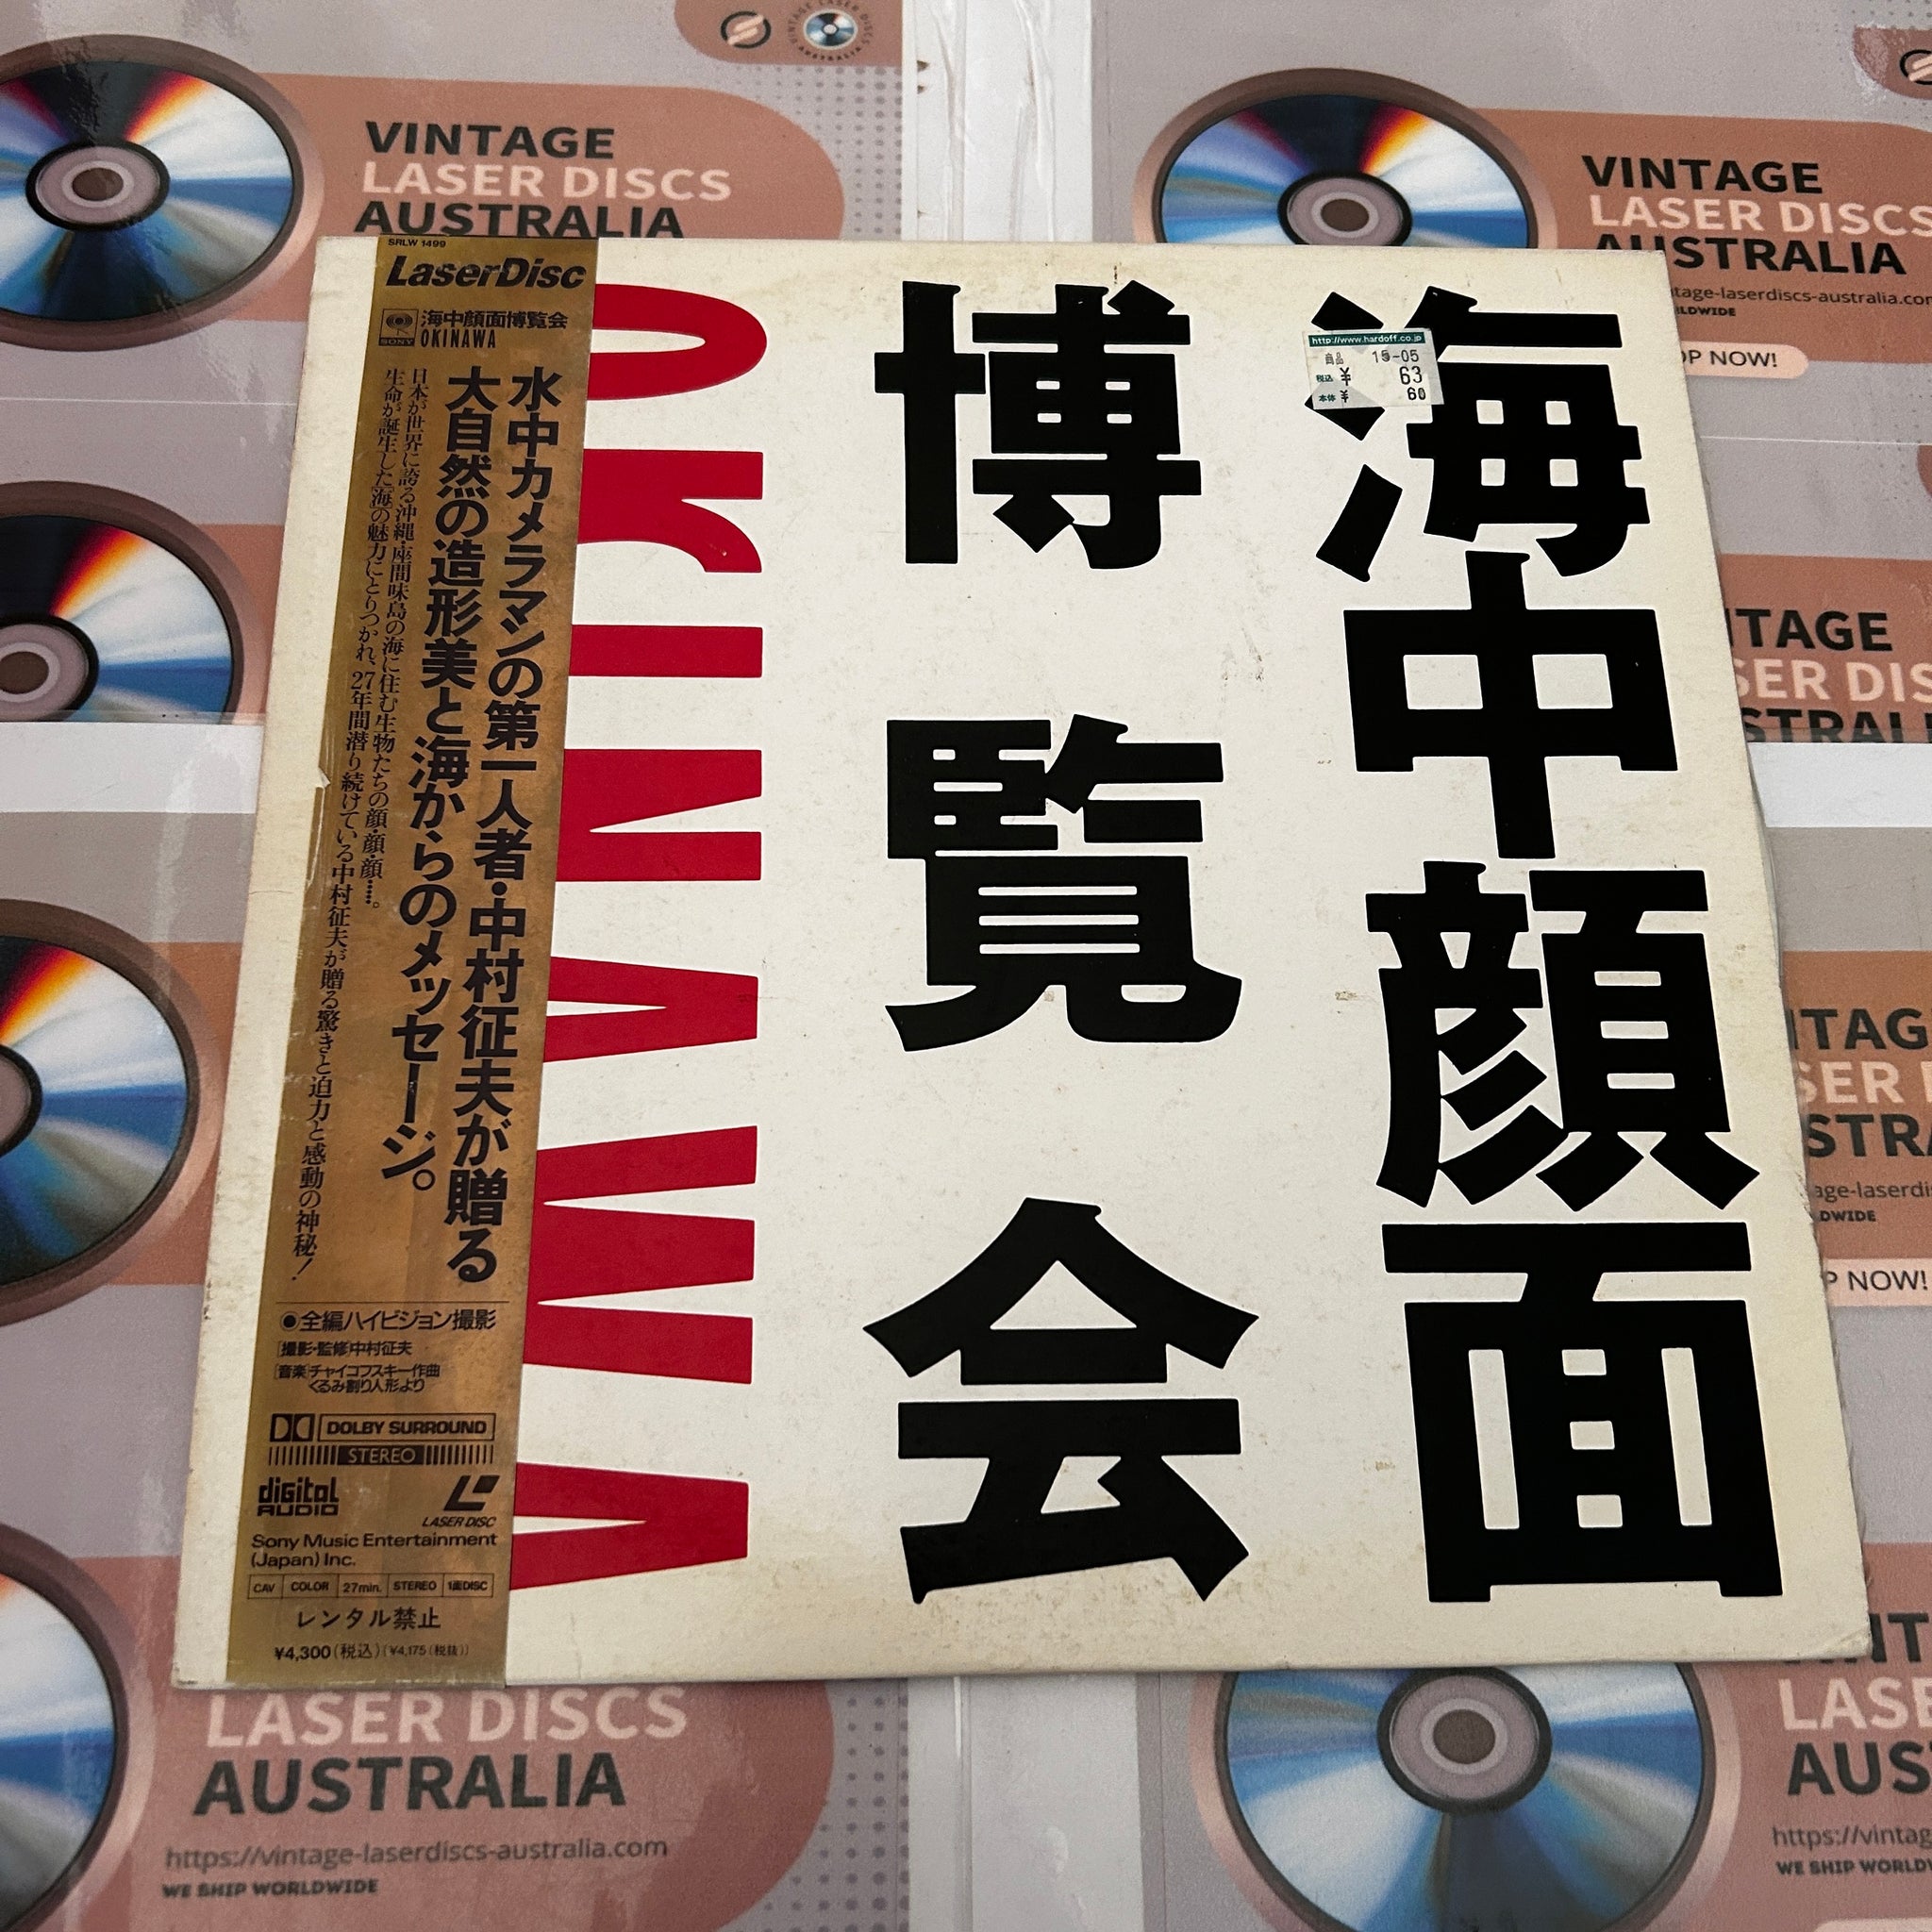 VINTAGE
LASER DISCS
AUSTRALIA
VINTAGE LASER DISCS
AUSTRALIA
VINTAGE
LASER DISCS
AUSTRALIA
SRLW 1499
LaserDisc
SONY
海中顔面博覧会
OKINAWA
水中カメラマンの第一人者・中村征夫が贈る
大自然の造形美と海からのメッセージ。
日本が世界に誇る沖縄・座間味島の海に住む生物たちの顔・顔・顔……。
生命が誕生した「海」の魅力にとりつかれ、27年間潜り続けている中村征夫が贈る驚きと迫力と感動の神秘!
●全編ハイビジョン撮影
[撮影・監修]中村征夫
[音楽]チャイコフスキー作曲
くるみ割り人形より
DOLBY SURROUND
STEREO
digital
AUDIO
LASER DISC
Sony Music Entertainment
(Japan) Inc.
CAV COLOR 27min. STEREO 1面DISC
レンタル禁止
¥4,300(税込)(¥4,175(税抜))
海中顔面
博覧会
OKINAWA
http://www.hardoff.co.jp
商品 15-05
税込 ¥ 63
本体 ¥ 60
LASER DISCS
AUSTRALIA
https://vintage-laserdiscs-australia.com
WE SHIP WORLDWIDE